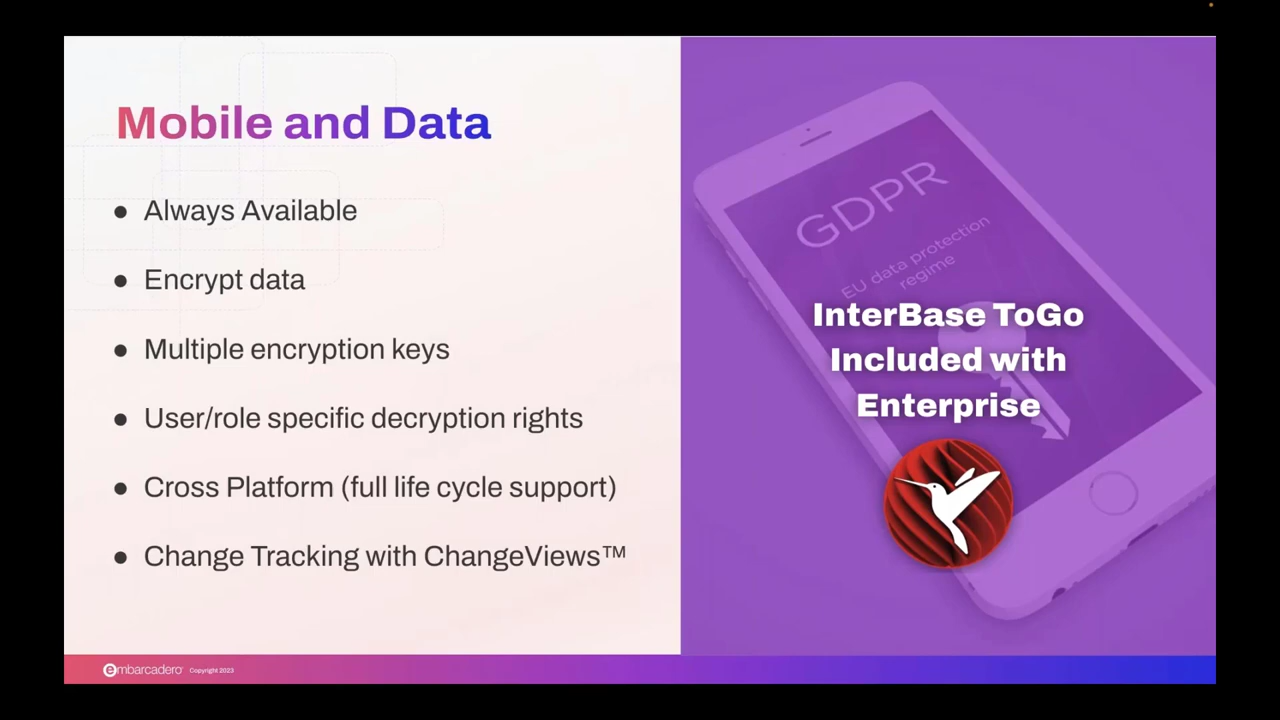 Mobile and Data
● Always Available
● Encrypt data
● Multiple encryption keys
● User/role specific decryption rights
● Cross Platform (full life cycle support)
● Change Tracking with ChangeViews™
GDPR
EU data protection
regime
InterBase ToGo
Included with
Enterprise
embarcadero Copyright 2023